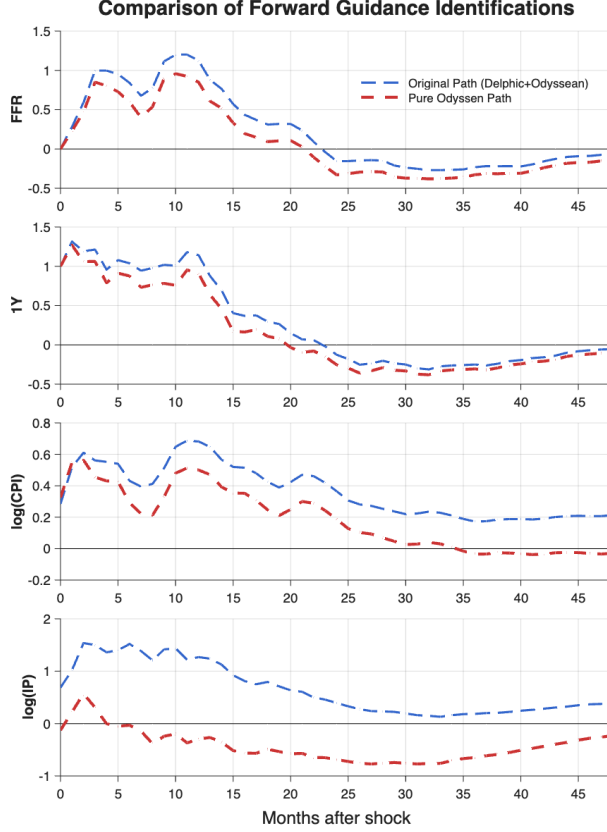 Comparison of Forward Guidance Identifications
1.5
1
0.5
0
-0.5
FFR
Original Path (Delphic+Odyssean)
Pure Odyssen Path
0 5 10 15 20 25 30 35 40 45
1.5
1
0.5
0
-0.5
1Y
0 5 10 15 20 25 30 35 40 45
0.8
0.6
0.4
0.2
0
-0.2
log(CPI)
0 5 10 15 20 25 30 35 40 45
2
1
0
-1
log(IP)
0 5 10 15 20 25 30 35 40 45
Months after shock